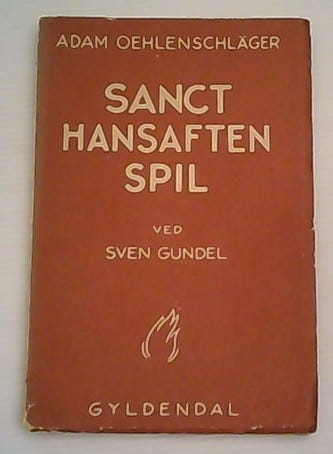 ADAM OEHLENSCHLÄGER
SANCT
HANSAFTEN
SPIL
VED
SVEN GUNDEL
GYLDENDAL